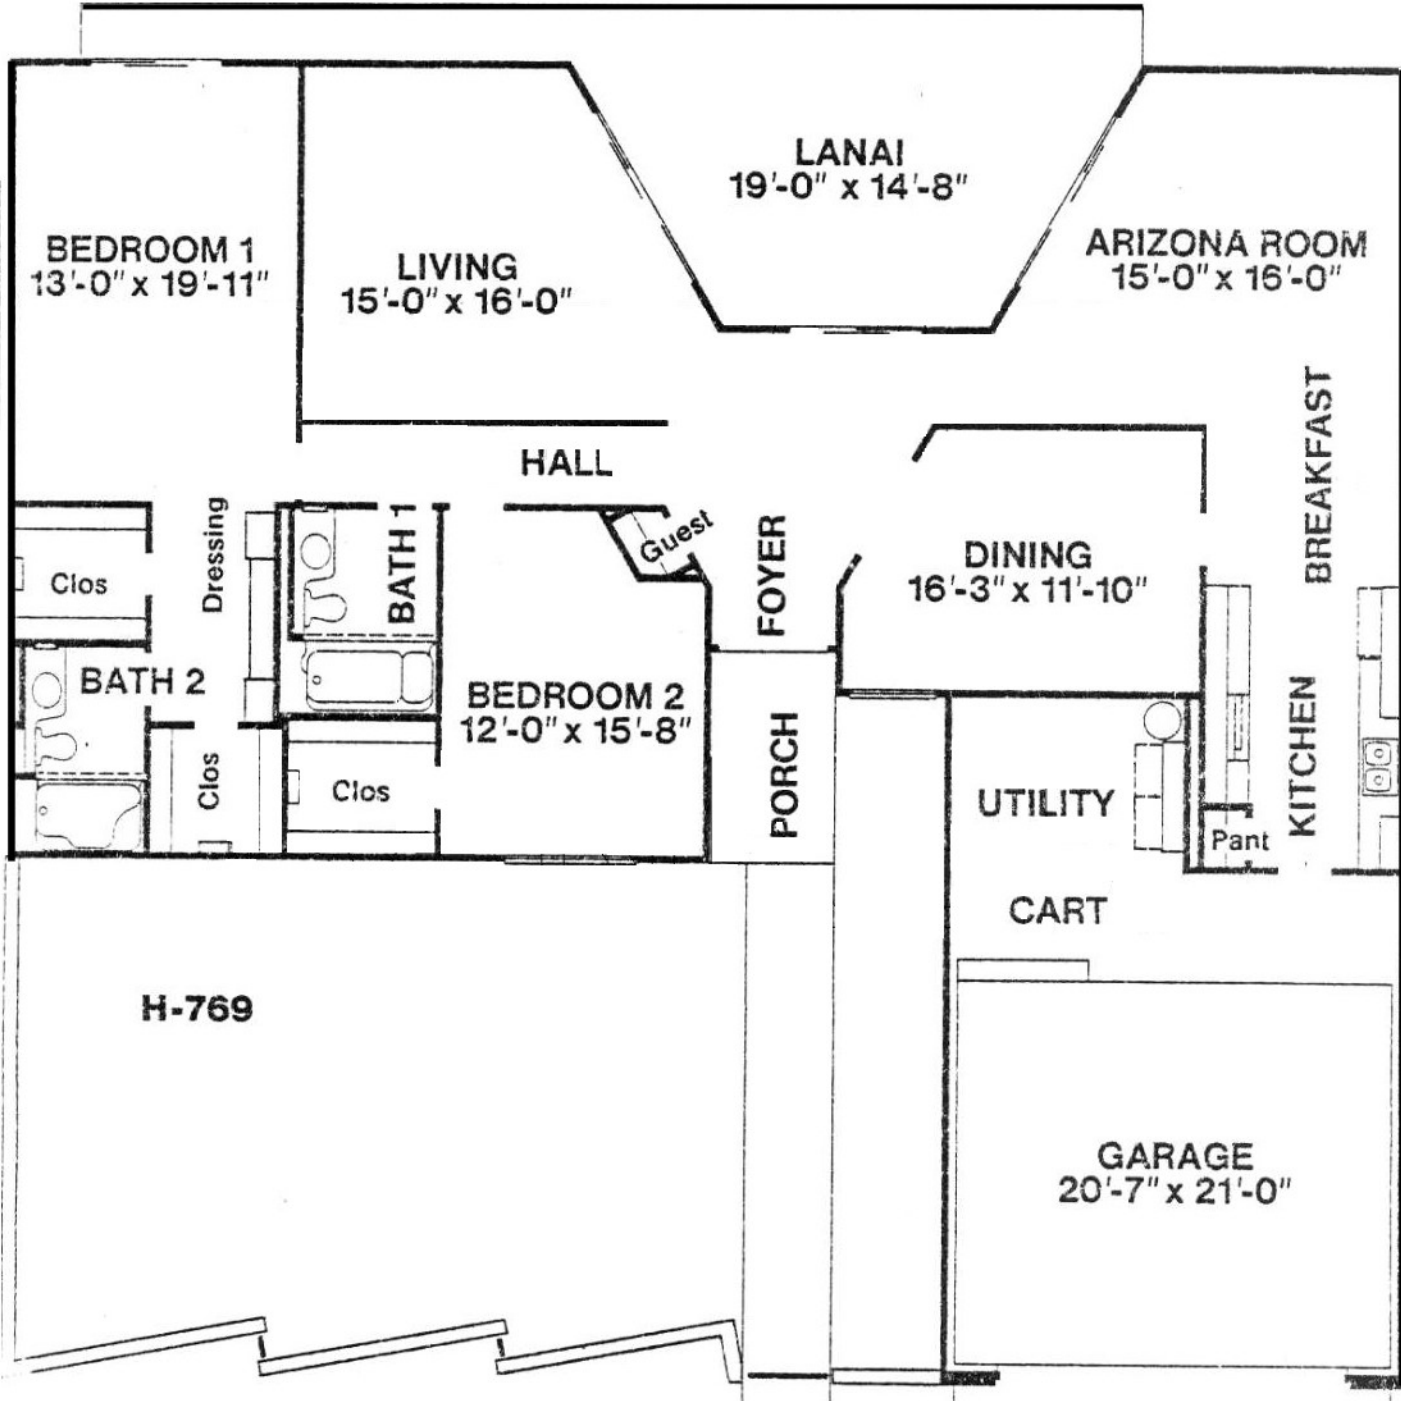 LANAI
19'-0" x 14'-8"
BEDROOM 1
13'-0" x 19'-11"
LIVING
15'-0" x 16'-0"
ARIZONA ROOM
15'-0" x 16'-0"
BREAKFAST
HALL
Dressing
BATH 1
Guest
FOYER
DINING
16'-3" x 11'-10"
Clos
BATH 2
BEDROOM 2
12'-0" x 15'-8"
PORCH
KITCHEN
Clos
Clos
UTILITY
Pant
CART
H-769
GARAGE
20'-7" x 21'-0"